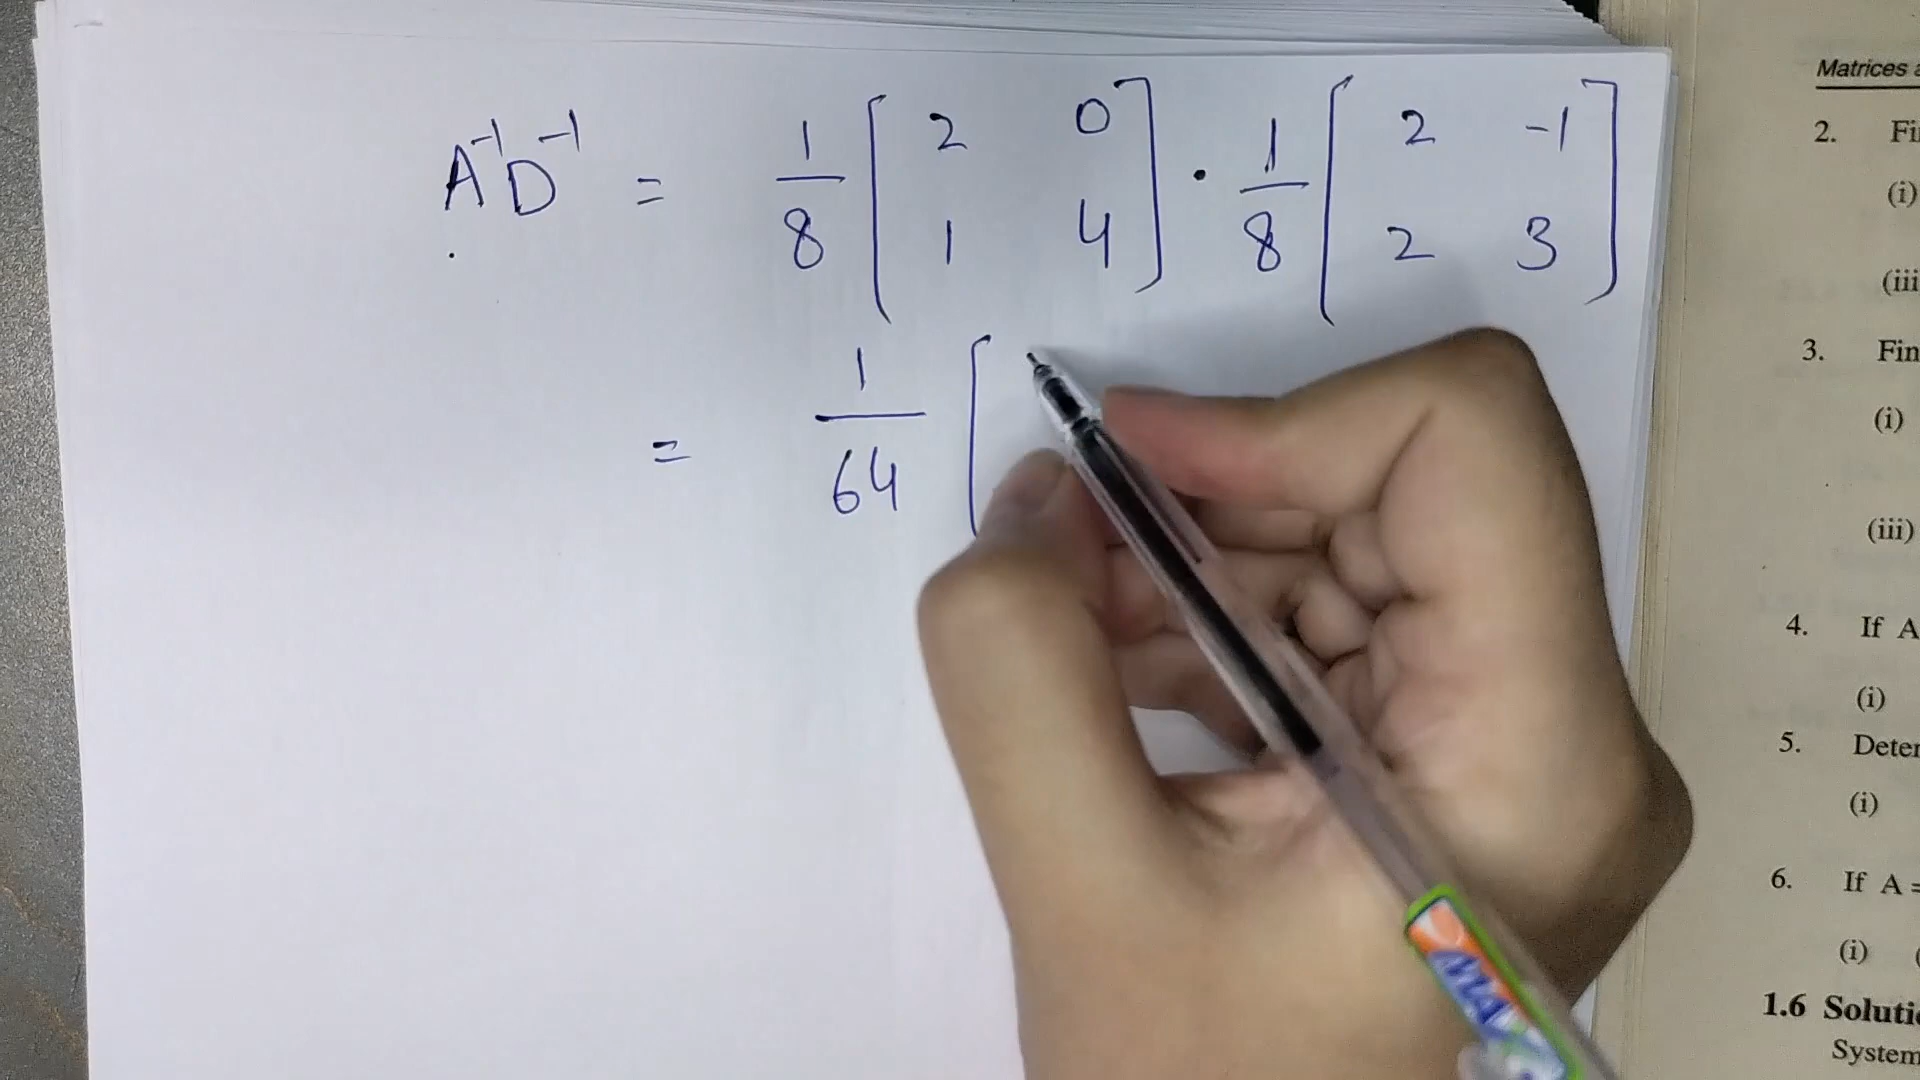 A⁻¹D⁻¹ = 1/8 [2 0; 1 4] · 1/8 [2 -1; 2 3]
= 1/64 [
Matrices
2. Fi
(i)
(iii
3. Fin
(i)
(iii)
4. If A
(i)
5. Deter
(i)
6. If A =
(i) (
1.6 Soluti
System